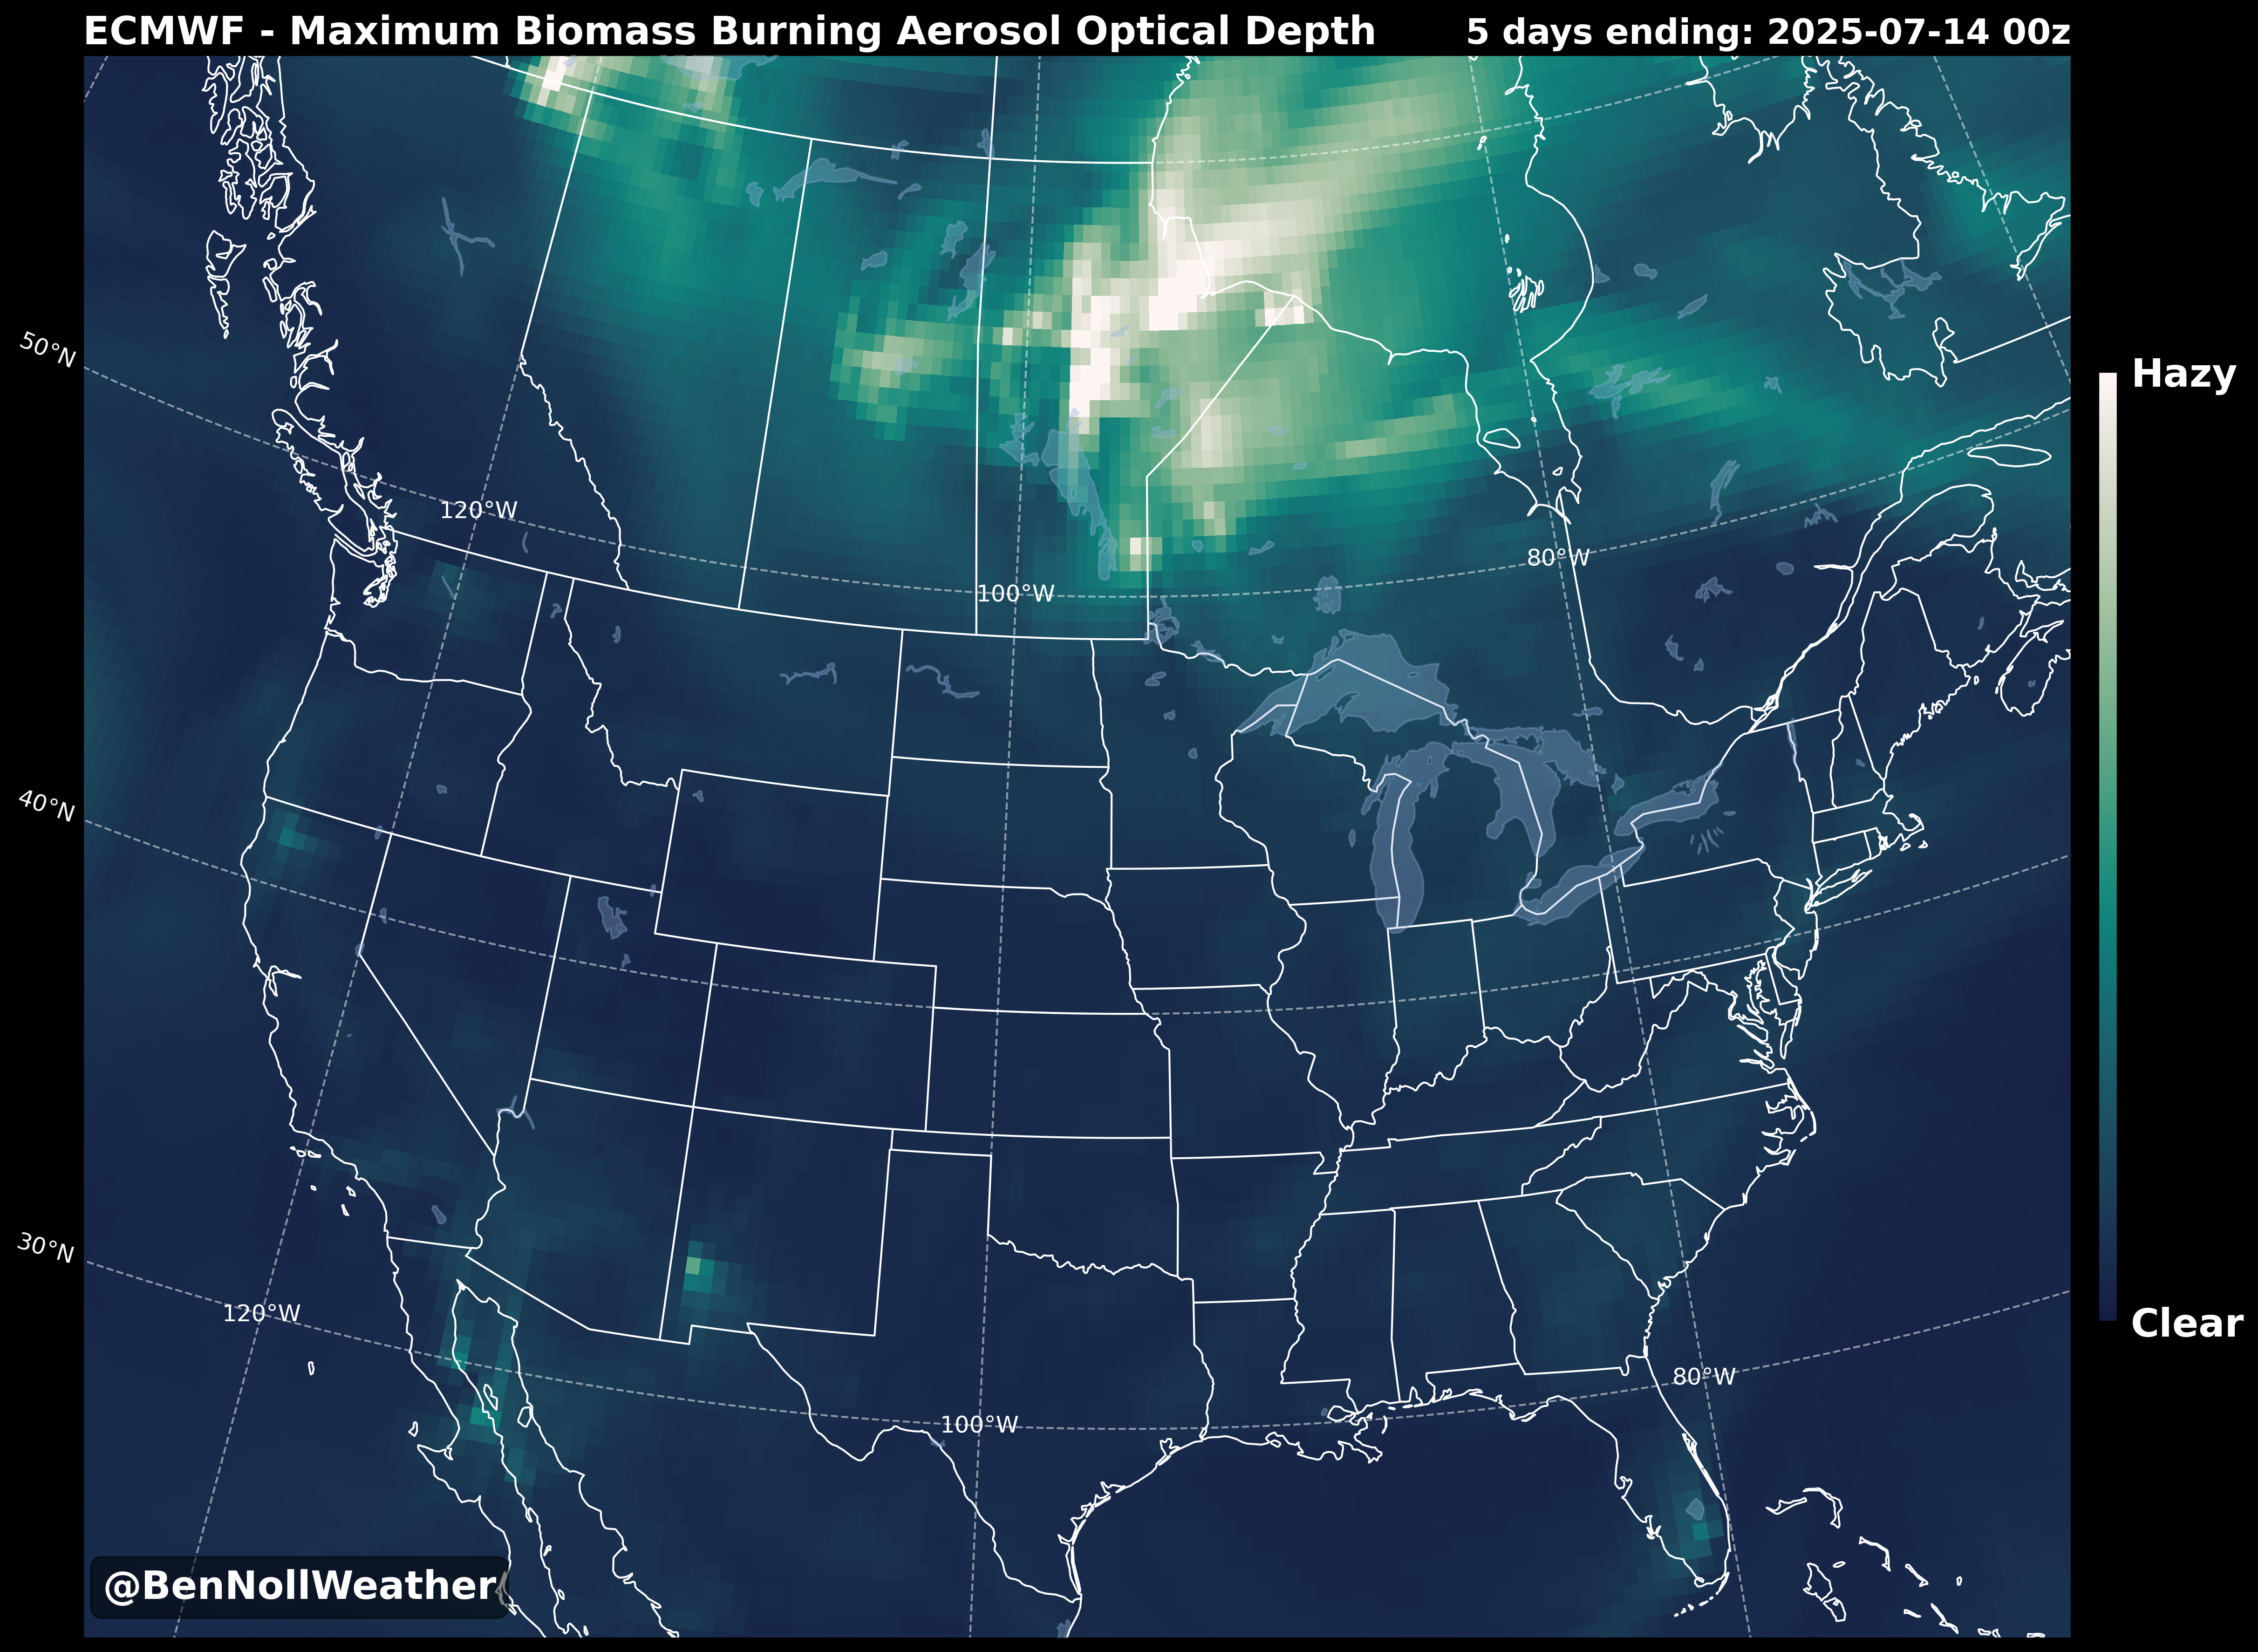 ECMWF - Maximum Biomass Burning Aerosol Optical Depth
5 days ending: 2025-07-14 00z
50°N
Hazy
120°W
80°W
100°W
40°N
30°N
120°W
Clear
80°W
100°W
@BenNollWeather